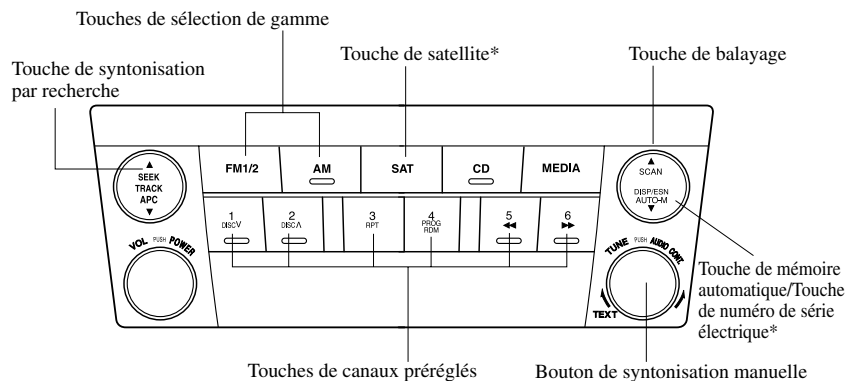 Touches de sélection de gamme
Touche de satellite*
Touche de balayage
Touche de syntonisation
par recherche
SEEK
TRACK
APC
FM1/2
AM
SAT
CD
MEDIA
SCAN
DISP/ESN
AUTO-M
1
DISC∨
2
DISC∧
3
RPT
4
PROG
RDM
5
◀◀
6
▶▶
VOL PUSH POWER
TUNE PUSH AUDIO CONT.
TEXT
Touche de mémoire
automatique/Touche
de numéro de série
électrique*
Touches de canaux préréglés
Bouton de syntonisation manuelle